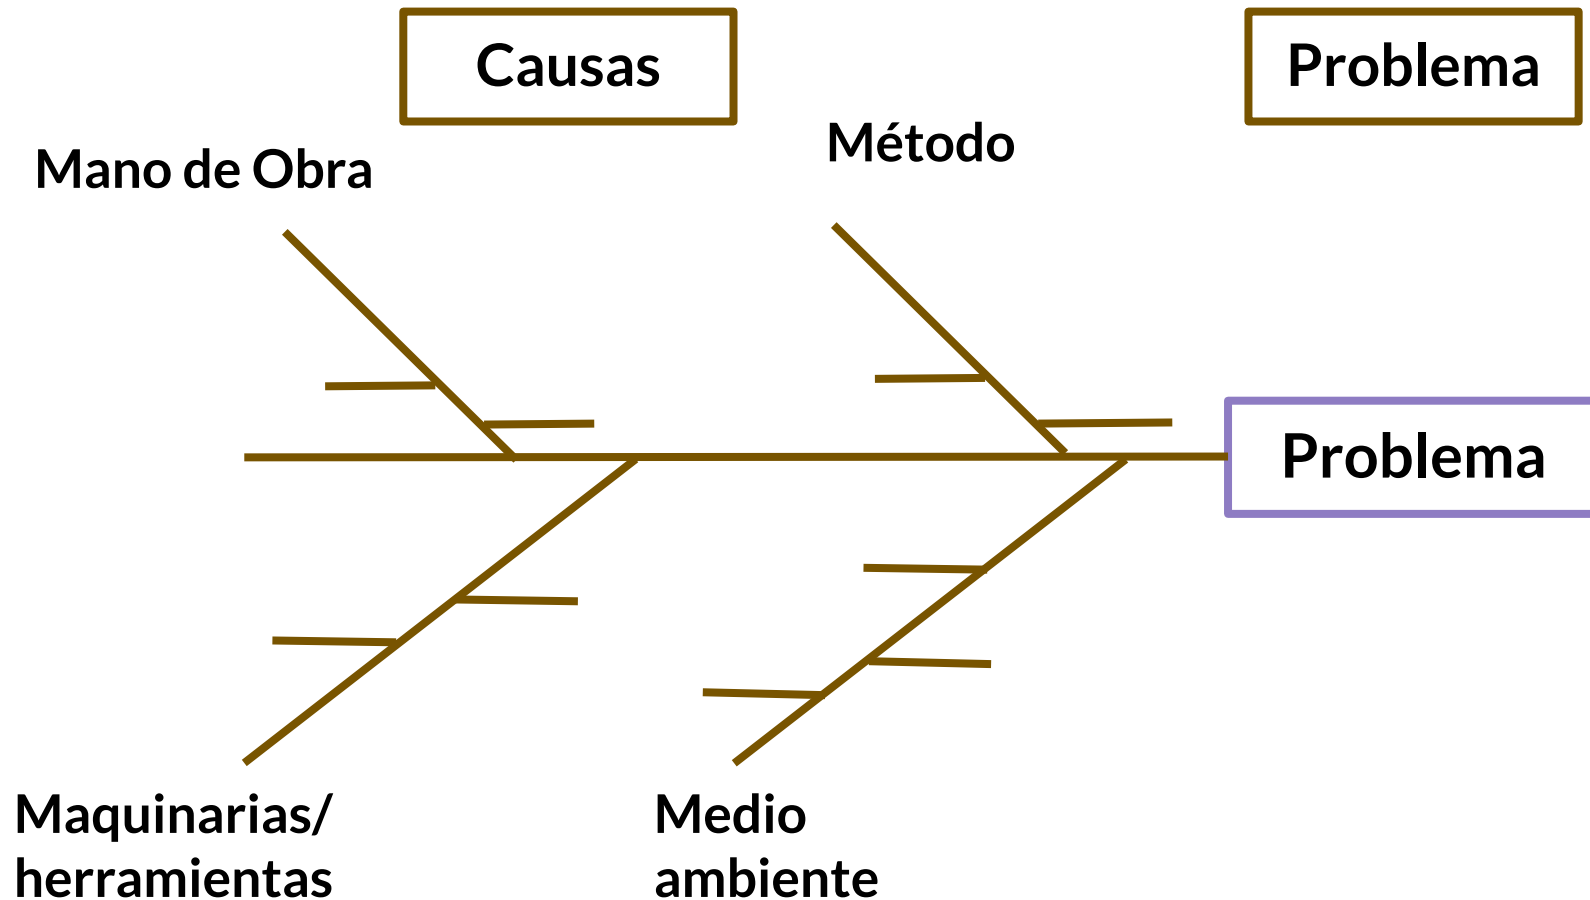 Causas
Problema
Mano de Obra
Método
Problema
Maquinarias/
herramientas
Medio
ambiente